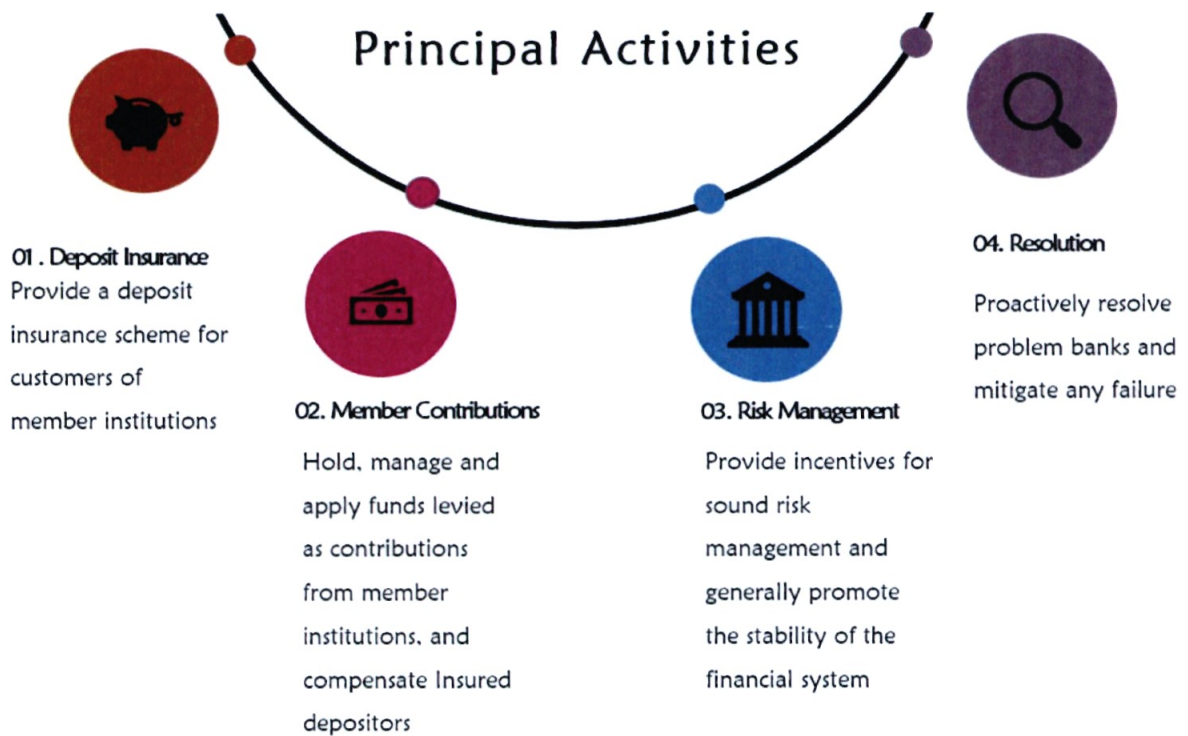 Principal Activities
01 . Deposit Insurance
Provide a deposit
insurance scheme for
customers of
member institutions
02. Member Contributions
Hold, manage and
apply funds levied
as contributions
from member
institutions, and
compensate Insured
depositors
03. Risk Management
Provide incentives for
sound risk
management and
generally promote
the stability of the
financial system
04. Resolution
Proactively resolve
problem banks and
mitigate any failure